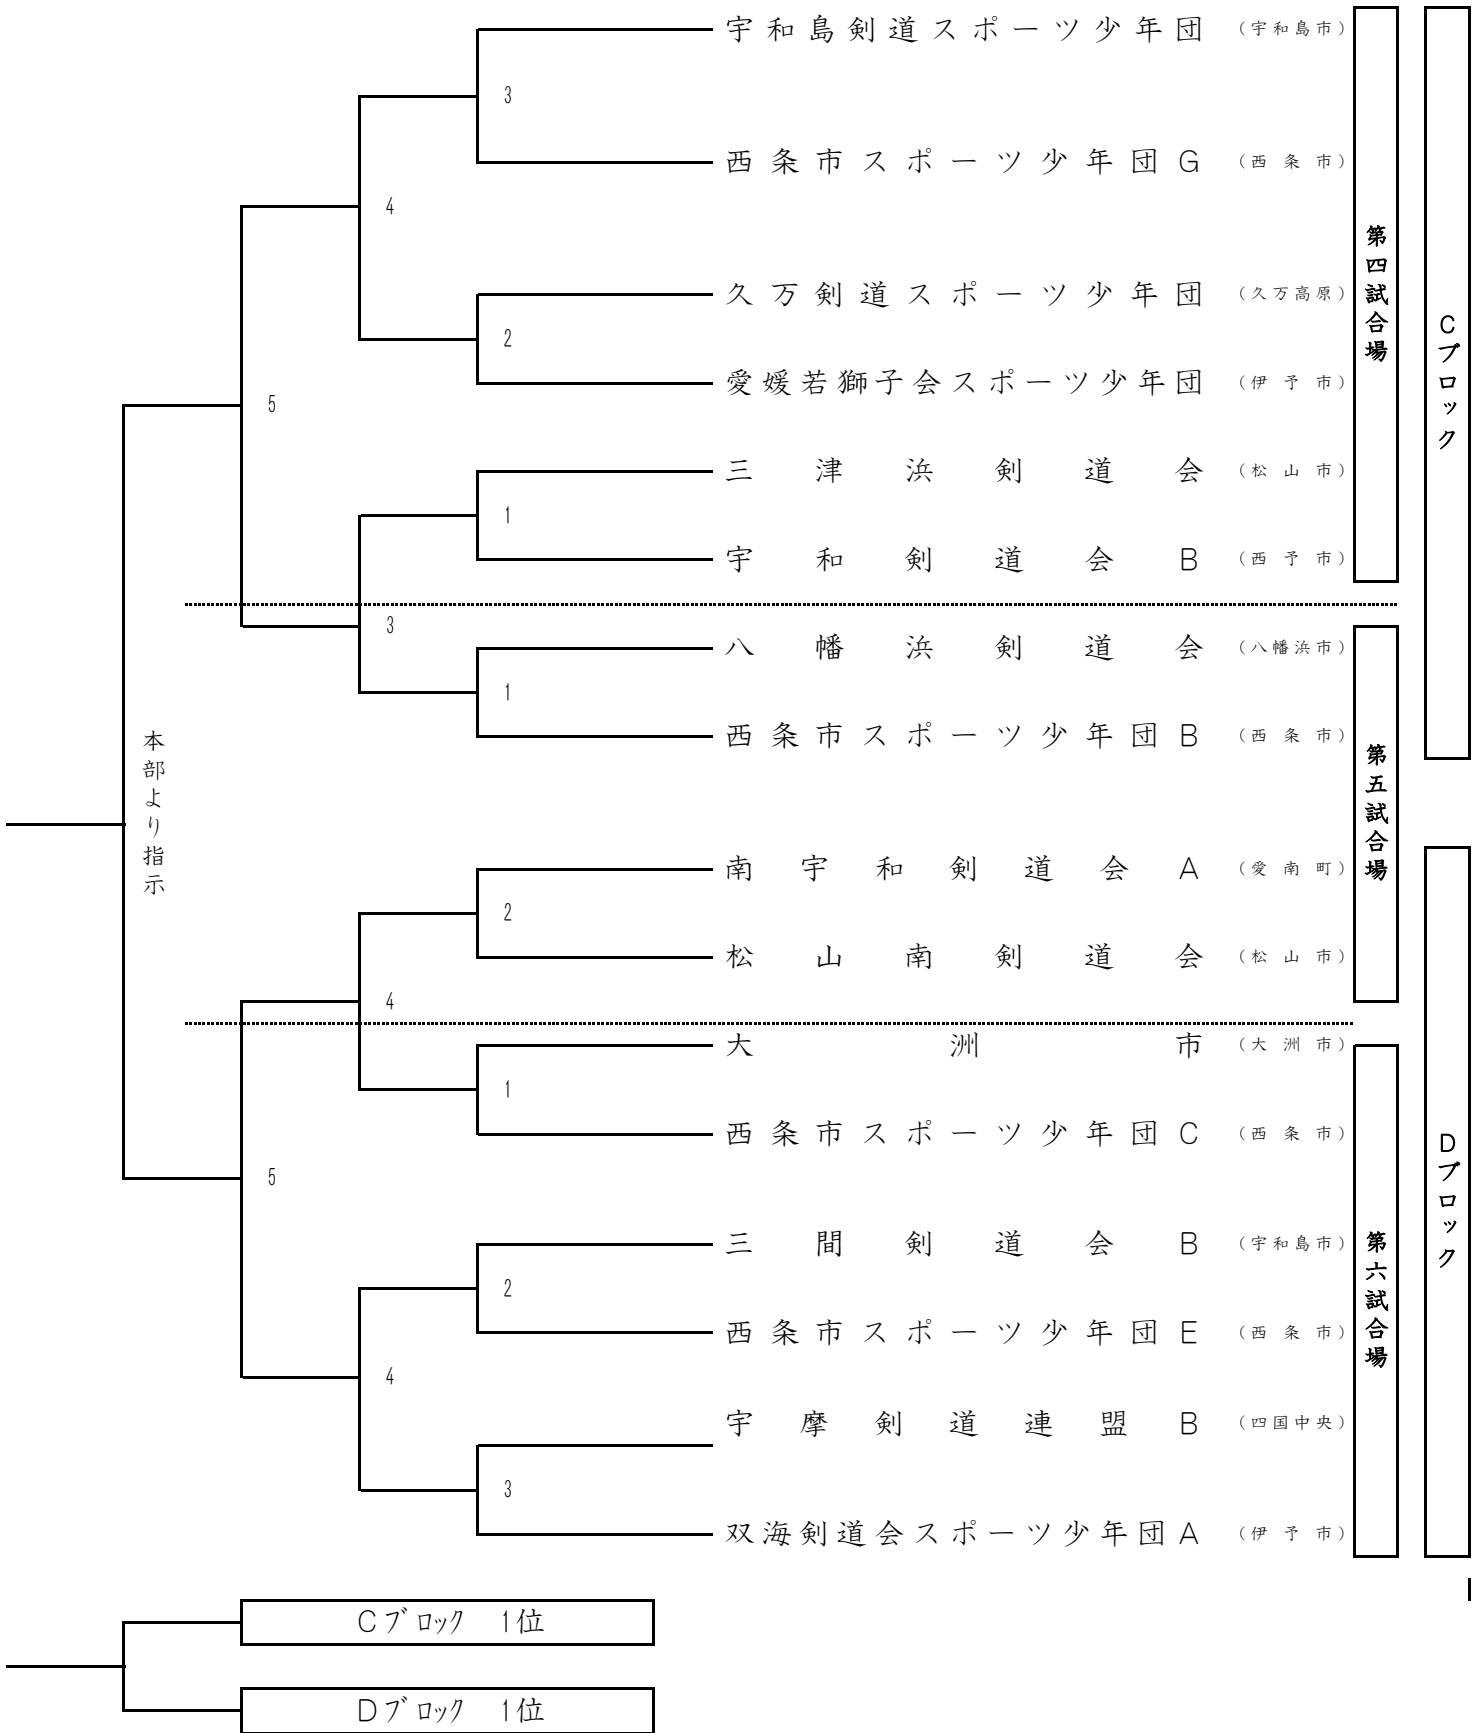 宇和島剣道スポーツ少年団 (宇和島市)
3
西条市スポーツ少年団G (西条市)
4
久万剣道スポーツ少年団 (久万高原)
2
愛媛若獅子会スポーツ少年団 (伊予市)
5
三津浜剣道会 (松山市)
1
宇和剣道会B (西予市)
第四試合場
Cブロック
3
八幡浜剣道会 (八幡浜市)
1
西条市スポーツ少年団B (西条市)
本部より指示
南宇和剣道会A (愛南町)
2
松山南剣道会 (松山市)
第五試合場
4
大洲市 (大洲市)
1
西条市スポーツ少年団C (西条市)
5
三間剣道会B (宇和島市)
2
西条市スポーツ少年団E (西条市)
4
宇摩剣道連盟B (四国中央)
3
双海剣道会スポーツ少年団A (伊予市)
第六試合場
Dブロック
Cブロック 1位
Dブロック 1位